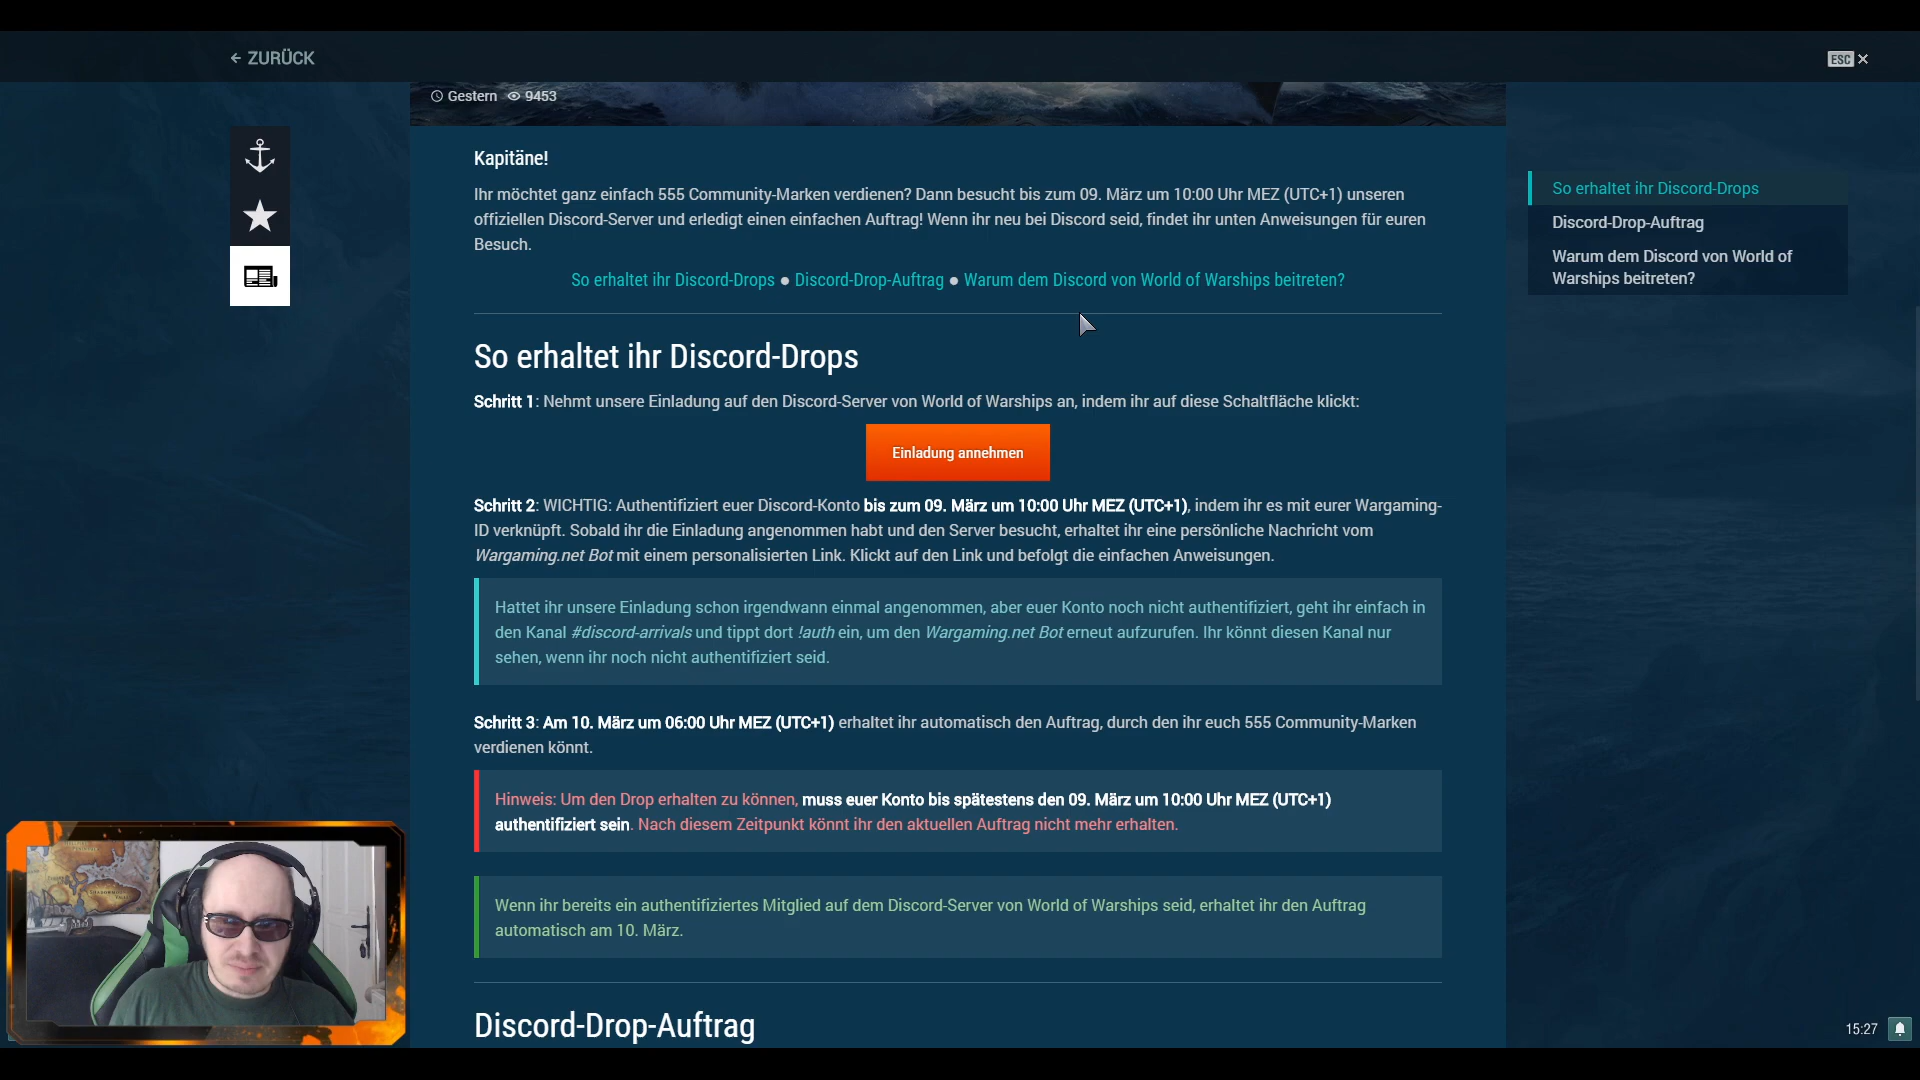 ← ZURÜCK
ESC ×
Gestern 9453
Kapitäne!
Ihr möchtet ganz einfach 555 Community-Marken verdienen? Dann besucht bis zum 09. März um 10:00 Uhr MEZ (UTC+1) unseren
offiziellen Discord-Server und erledigt einen einfachen Auftrag! Wenn ihr neu bei Discord seid, findet ihr unten Anweisungen für euren
Besuch.
So erhaltet ihr Discord-Drops ● Discord-Drop-Auftrag ● Warum dem Discord von World of Warships beitreten?
So erhaltet ihr Discord-Drops
Discord-Drop-Auftrag
Warum dem Discord von World of
Warships beitreten?
So erhaltet ihr Discord-Drops
Schritt 1: Nehmt unsere Einladung auf den Discord-Server von World of Warships an, indem ihr auf diese Schaltfläche klickt:
Einladung annehmen
Schritt 2: WICHTIG: Authentifiziert euer Discord-Konto bis zum 09. März um 10:00 Uhr MEZ (UTC+1), indem ihr es mit eurer Wargaming-
ID verknüpft. Sobald ihr die Einladung angenommen habt und den Server besucht, erhaltet ihr eine persönliche Nachricht vom
Wargaming.net Bot mit einem personalisierten Link. Klickt auf den Link und befolgt die einfachen Anweisungen.
Hattet ihr unsere Einladung schon irgendwann einmal angenommen, aber euer Konto noch nicht authentifiziert, geht ihr einfach in
den Kanal #discord-arrivals und tippt dort !auth ein, um den Wargaming.net Bot erneut aufzurufen. Ihr könnt diesen Kanal nur
sehen, wenn ihr noch nicht authentifiziert seid.
Schritt 3: Am 10. März um 06:00 Uhr MEZ (UTC+1) erhaltet ihr automatisch den Auftrag, durch den ihr euch 555 Community-Marken
verdienen könnt.
Hinweis: Um den Drop erhalten zu können, muss euer Konto bis spätestens den 09. März um 10:00 Uhr MEZ (UTC+1)
authentifiziert sein. Nach diesem Zeitpunkt könnt ihr den aktuellen Auftrag nicht mehr erhalten.
Wenn ihr bereits ein authentifiziertes Mitglied auf dem Discord-Server von World of Warships seid, erhaltet ihr den Auftrag
automatisch am 10. März.
Discord-Drop-Auftrag
15:27